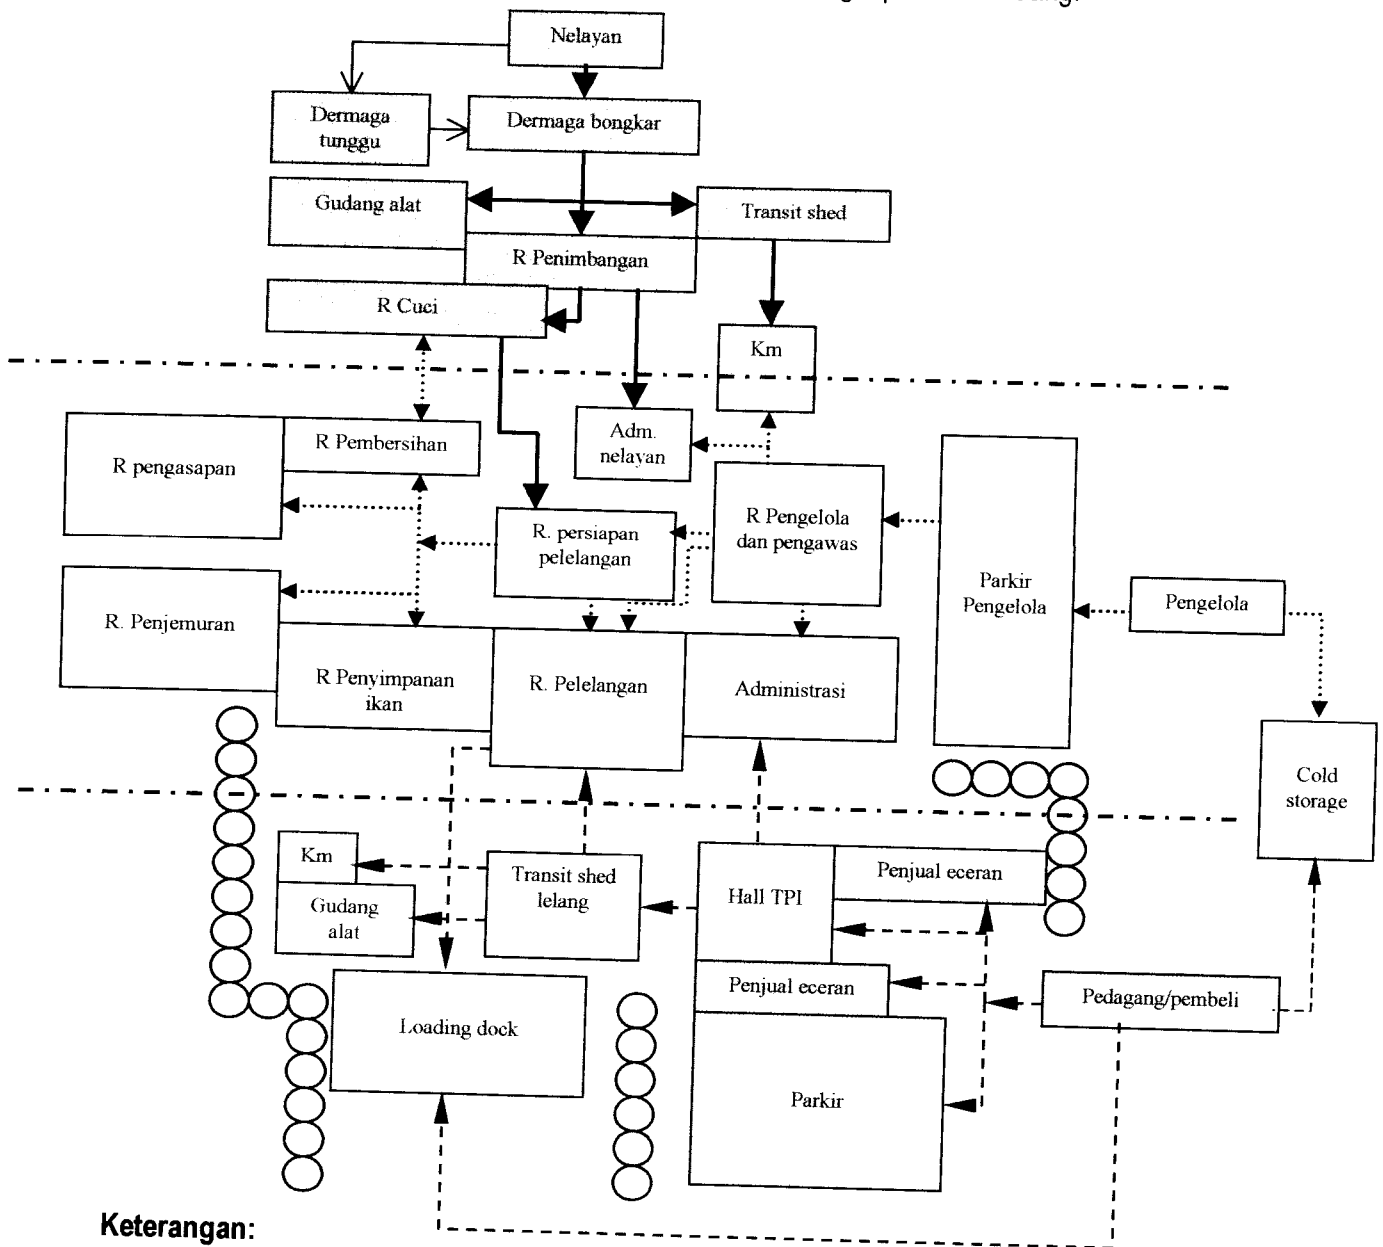 Nelayan
Dermaga
tunggu
Dermaga bongkar
Gudang alat
Transit shed
R Penimbangan
R Cuci
Km
R pengasapan
R Pembersihan
Adm.
nelayan
R. persiapan
pelelangan
R Pengelola
dan pengawas
Parkir
Pengelola
Pengelola
R. Penjemuran
R Penyimpanan
ikan
R. Pelelangan
Administrasi
Cold
storage
Km
Gudang
alat
Transit shed
lelang
Hall TPI
Penjual eceran
Penjual eceran
Pedagang/pembeli
Loading dock
Parkir
Keterangan: